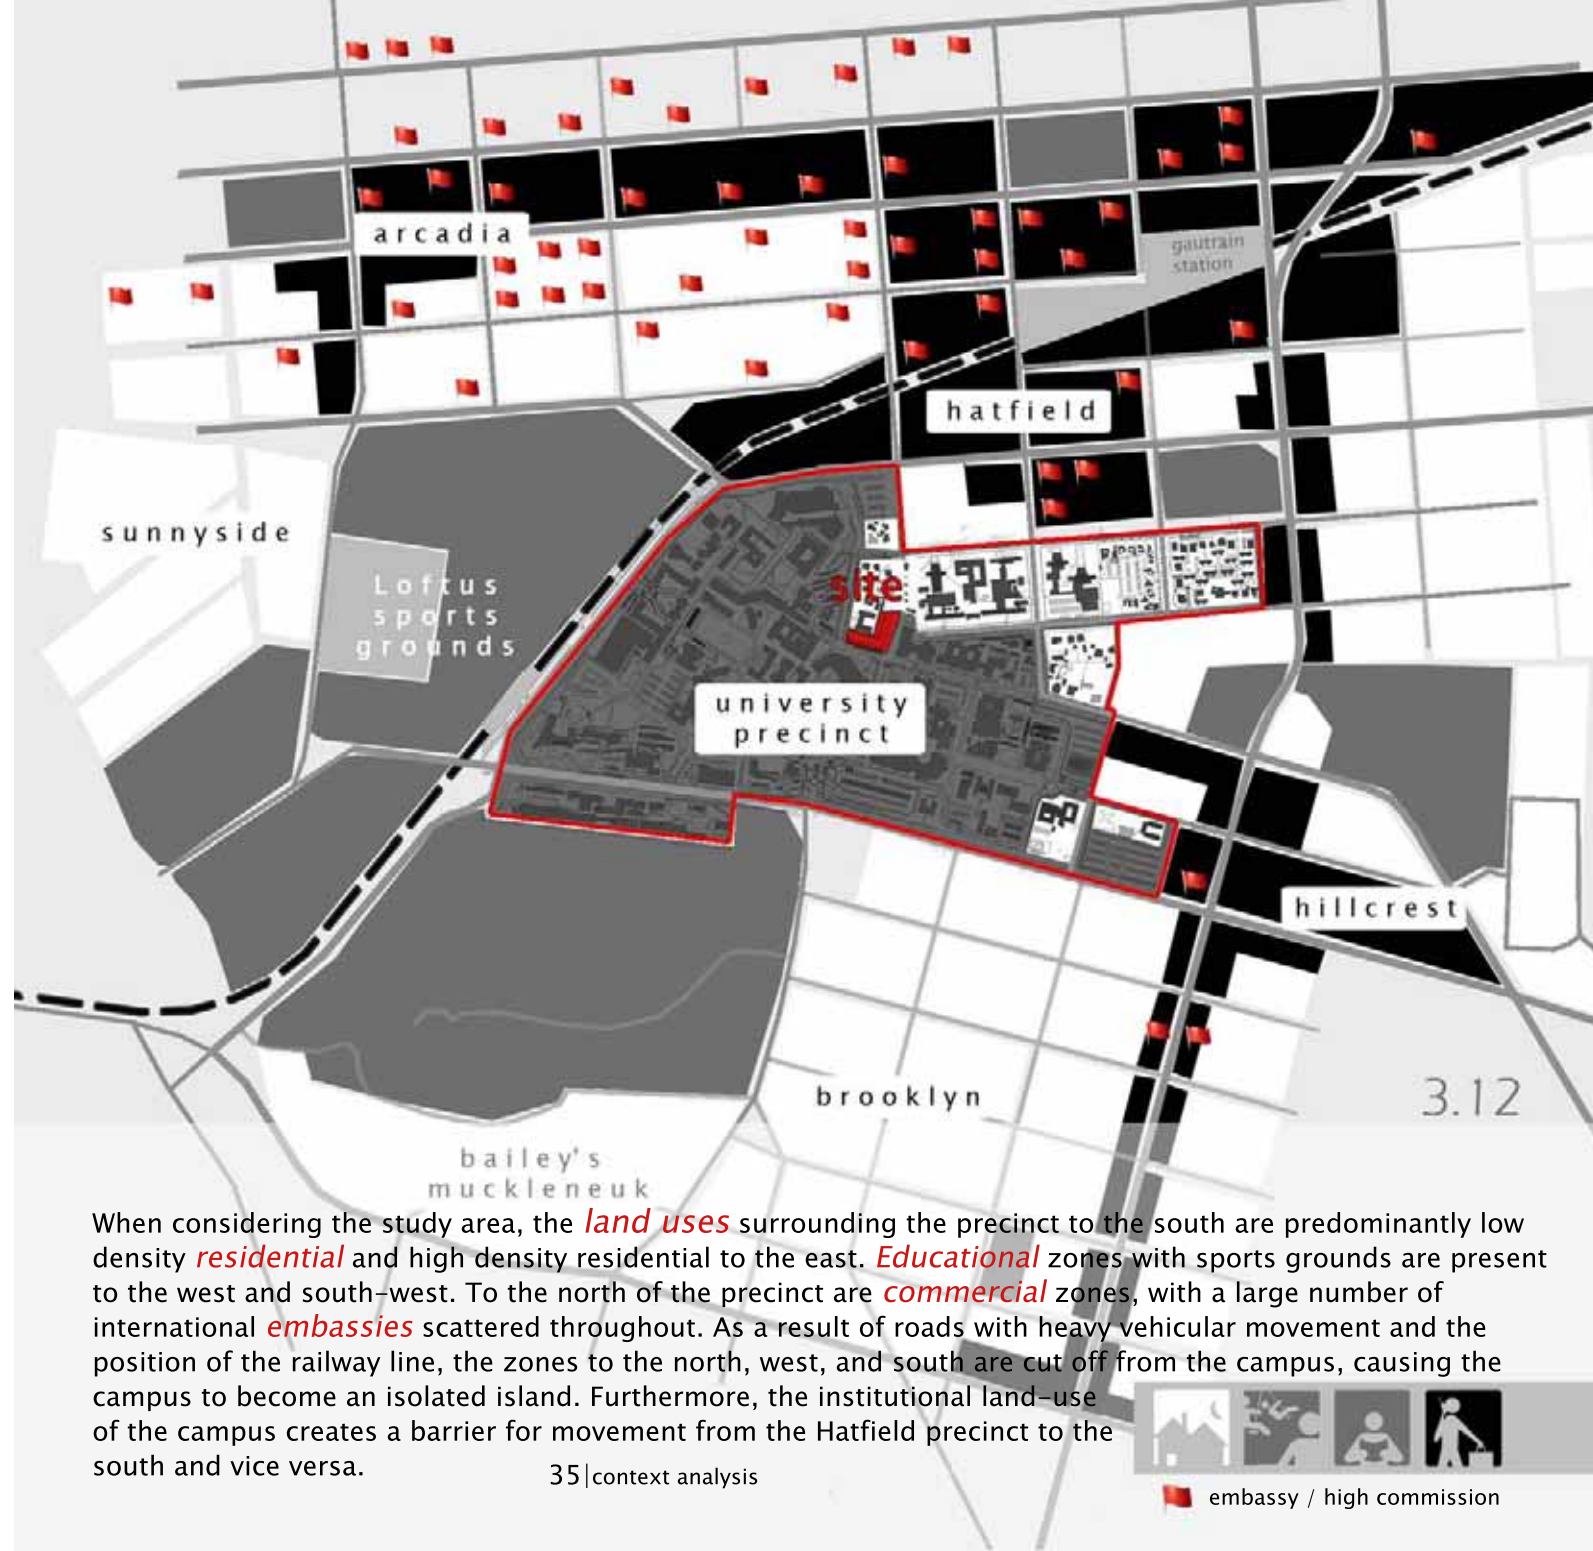 arcadia
gautrain
station
hatfield
sunnyside
Loftus
sports
grounds
site
university
precinct
hillcrest
brooklyn
3.12
bailey's
muckleneuk
When considering the study area, the land uses surrounding the precinct to the south are predominantly low
density residential and high density residential to the east. Educational zones with sports grounds are present
to the west and south-west. To the north of the precinct are commercial zones, with a large number of
international embassies scattered throughout. As a result of roads with heavy vehicular movement and the
position of the railway line, the zones to the north, west, and south are cut off from the campus, causing the
campus to become an isolated island. Furthermore, the institutional land-use
of the campus creates a barrier for movement from the Hatfield precinct to the
south and vice versa.
35|context analysis
embassy / high commission